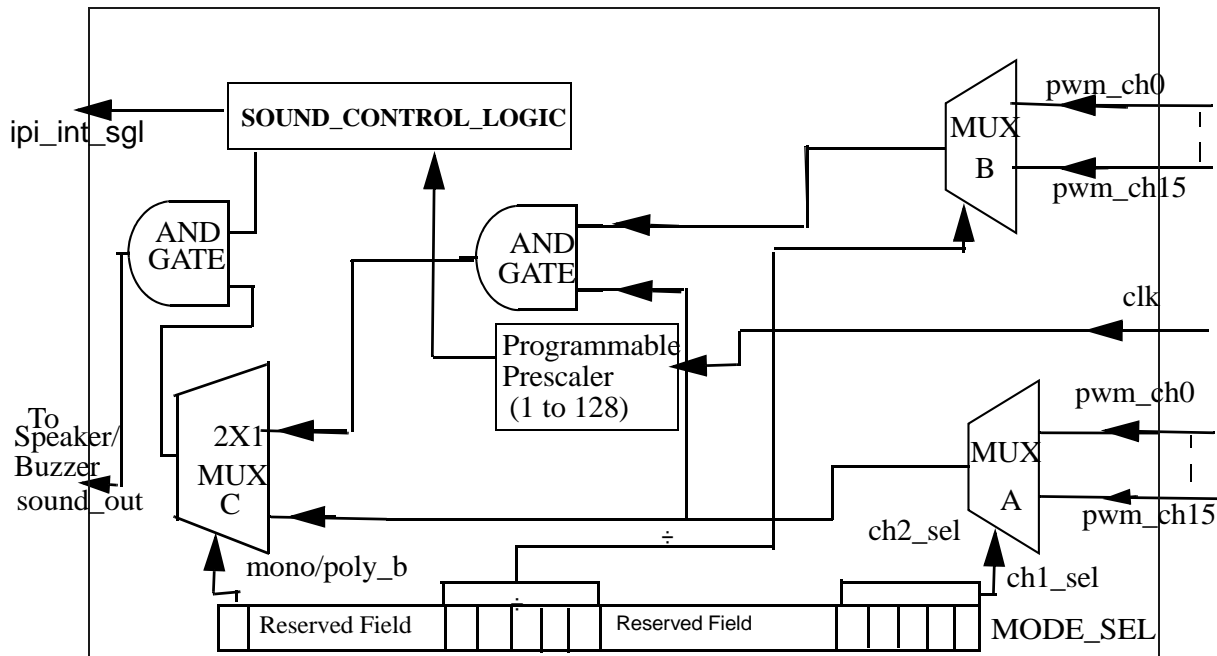 ipi_int_sgl
SOUND_CONTROL_LOGIC
MUX
B
pwm_ch0
pwm_ch15
AND
GATE
AND
GATE
clk
Programmable
Prescaler
(1 to 128)
To
Speaker/
Buzzer
sound_out
2X1
MUX
C
MUX
A
pwm_ch0
pwm_ch15
÷
ch2_sel
mono/poly_b
ch1_sel
÷
Reserved Field
Reserved Field
MODE_SEL